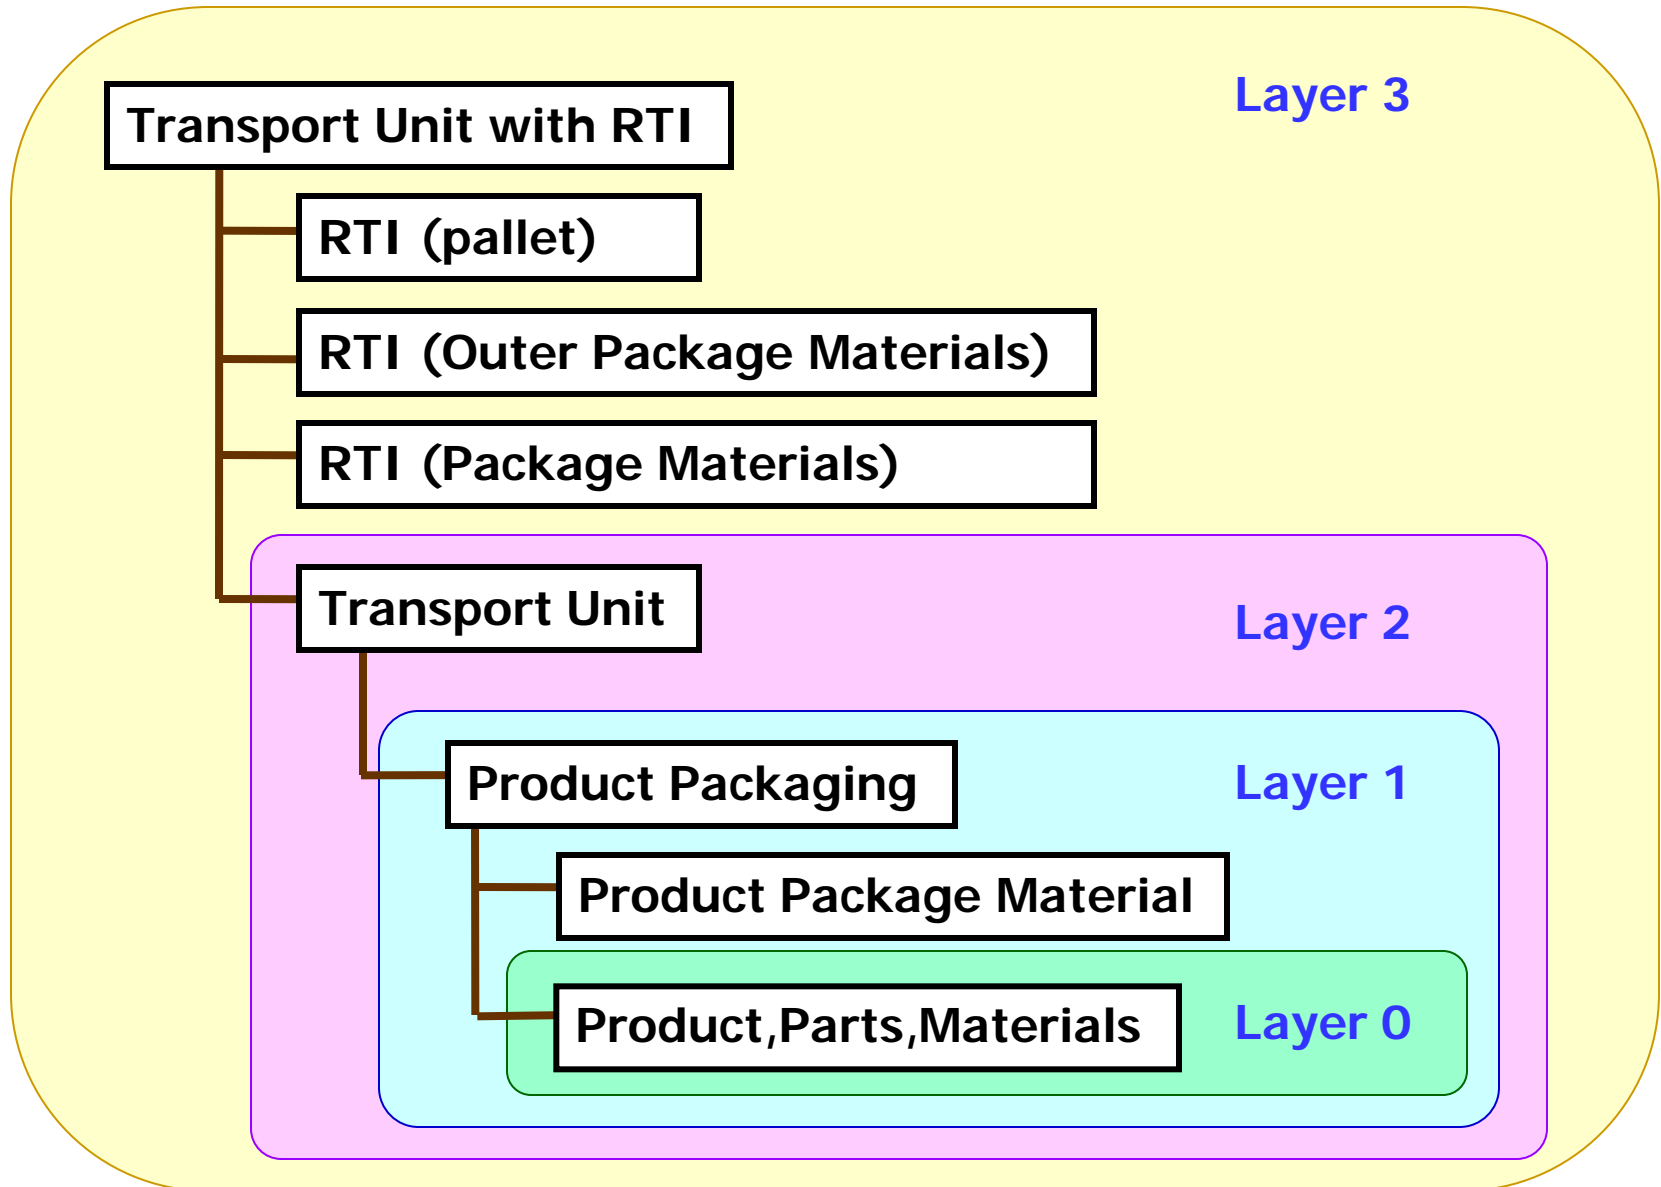 Layer 3
Transport Unit with RTI
RTI (pallet)
RTI (Outer Package Materials)
RTI (Package Materials)
Transport Unit
Layer 2
Product Packaging
Layer 1
Product Package Material
Product,Parts,Materials
Layer 0